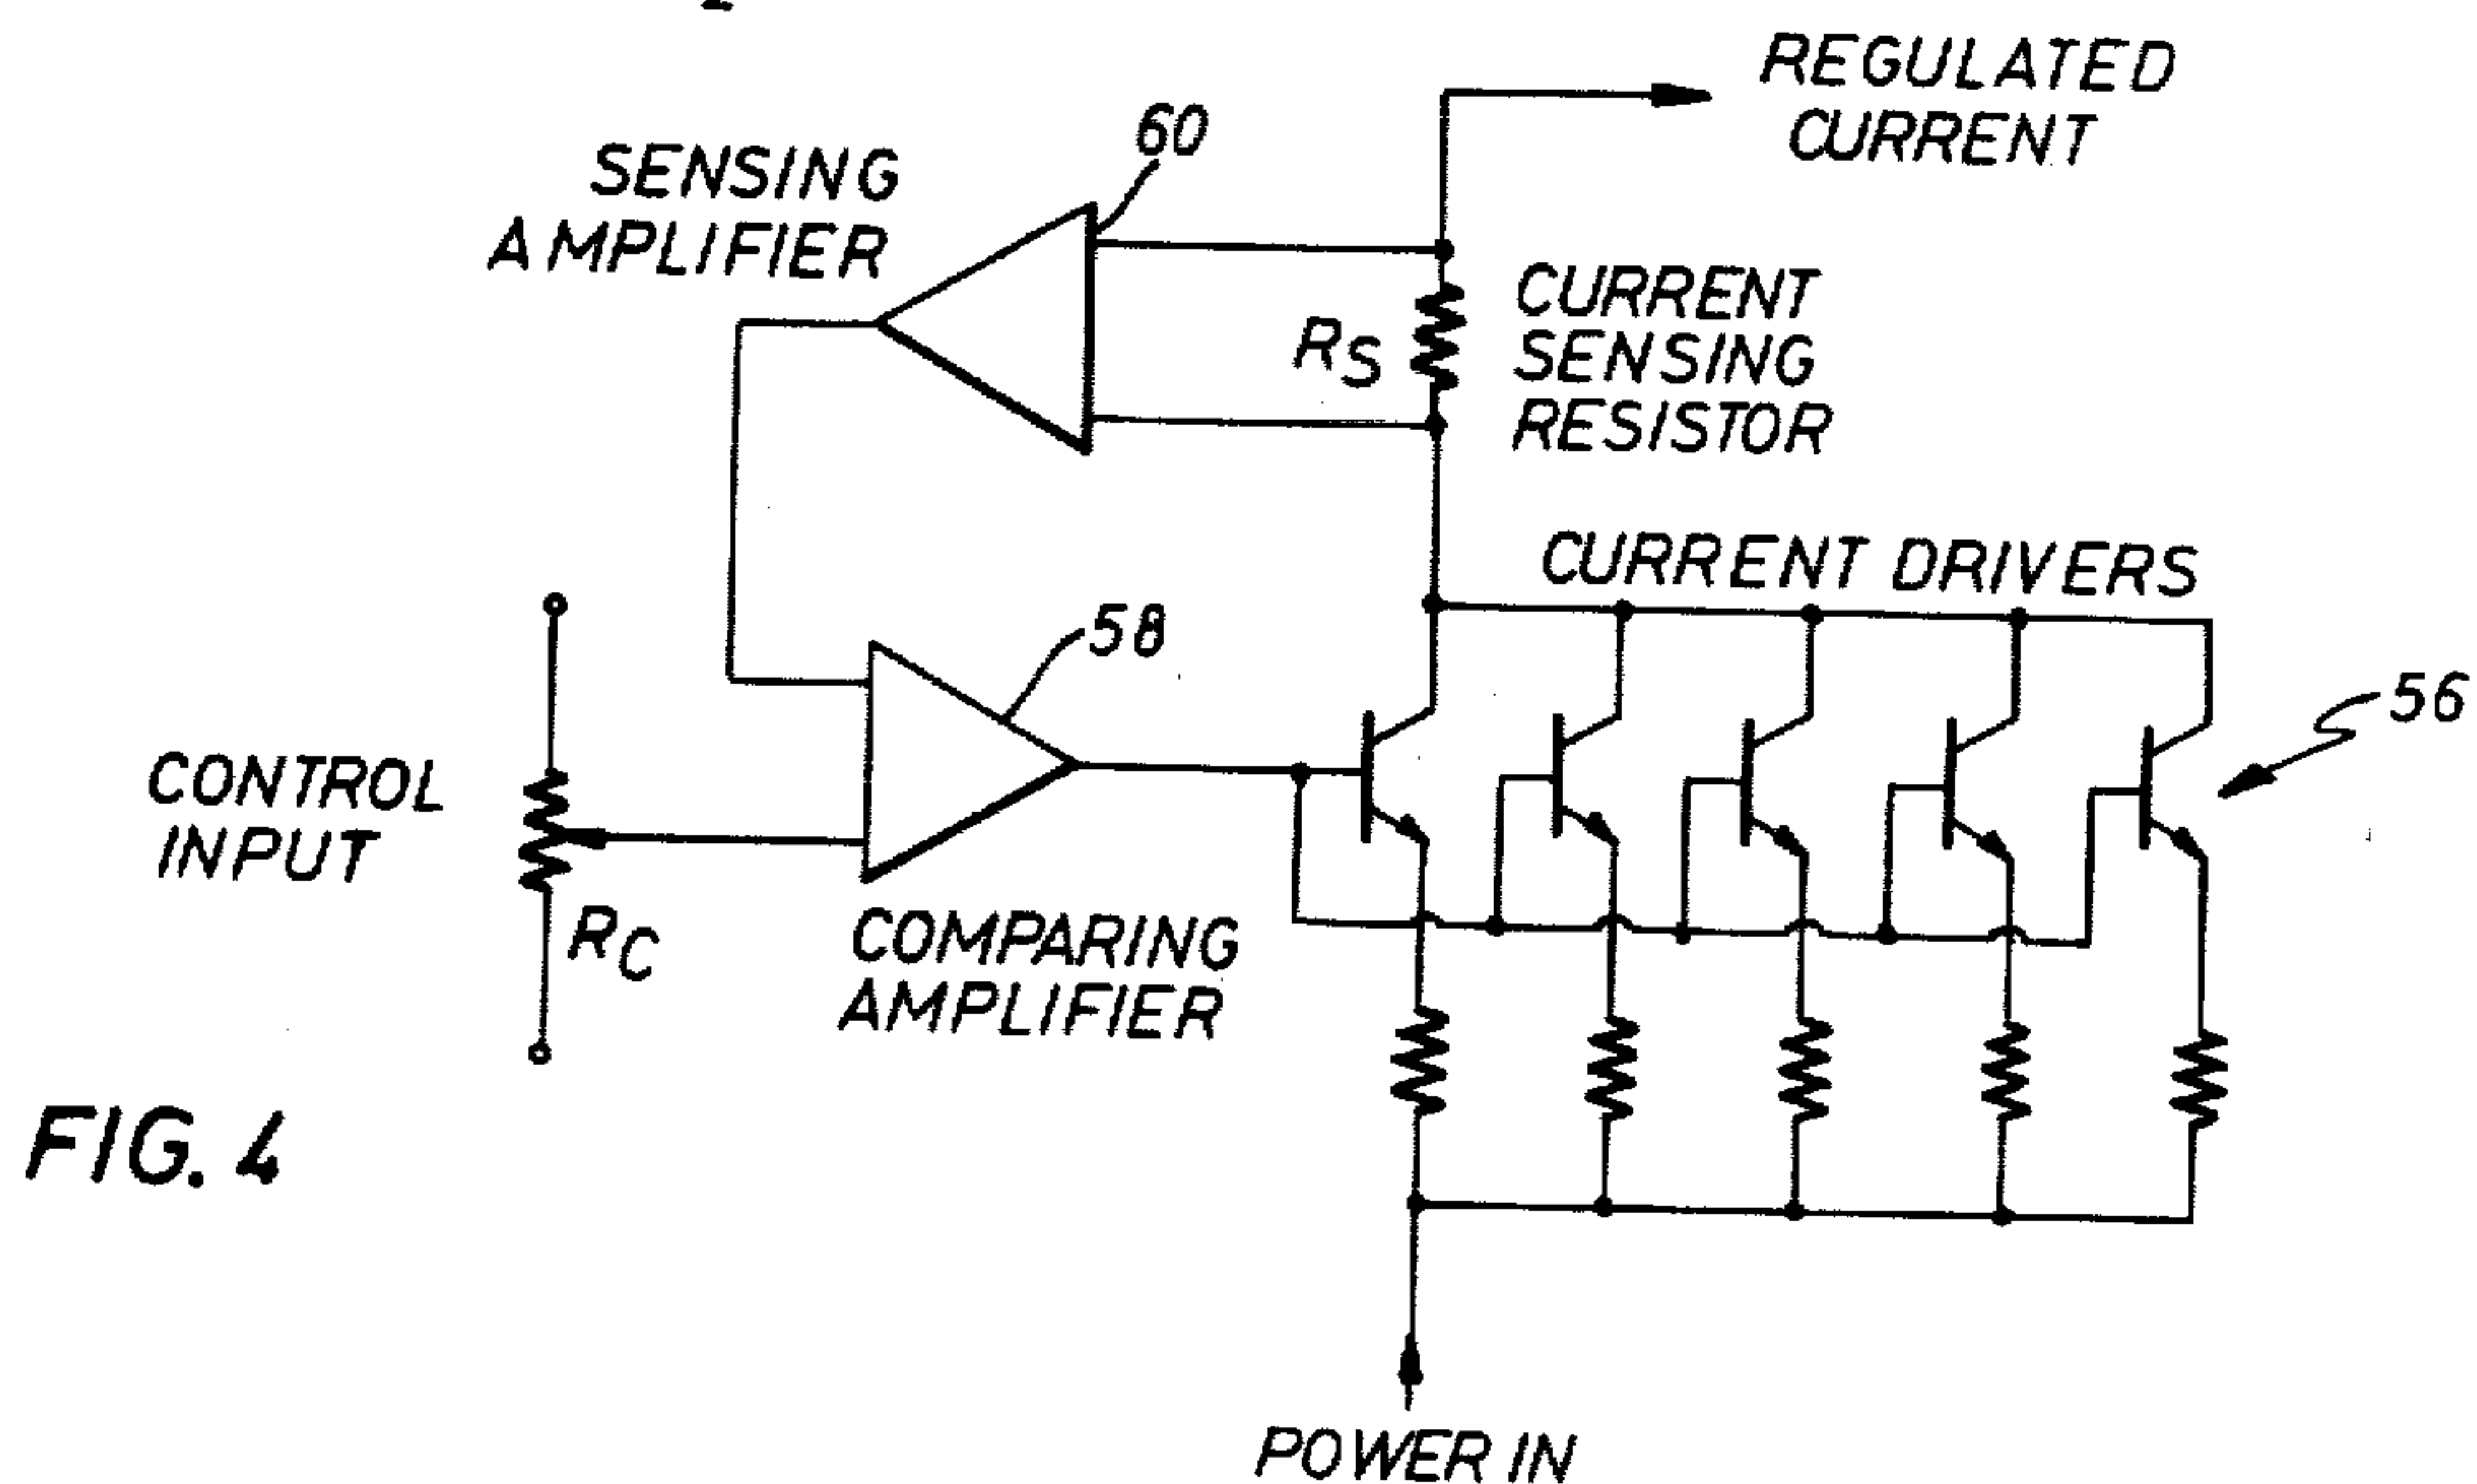 REGULATED
CURRENT
60
SENSING
AMPLIFIER
RS
CURRENT
SENSING
RESISTOR
CURRENT DRIVERS
58
56
CONTROL
INPUT
RC
COMPARING
AMPLIFIER
FIG. 4
POWER IN